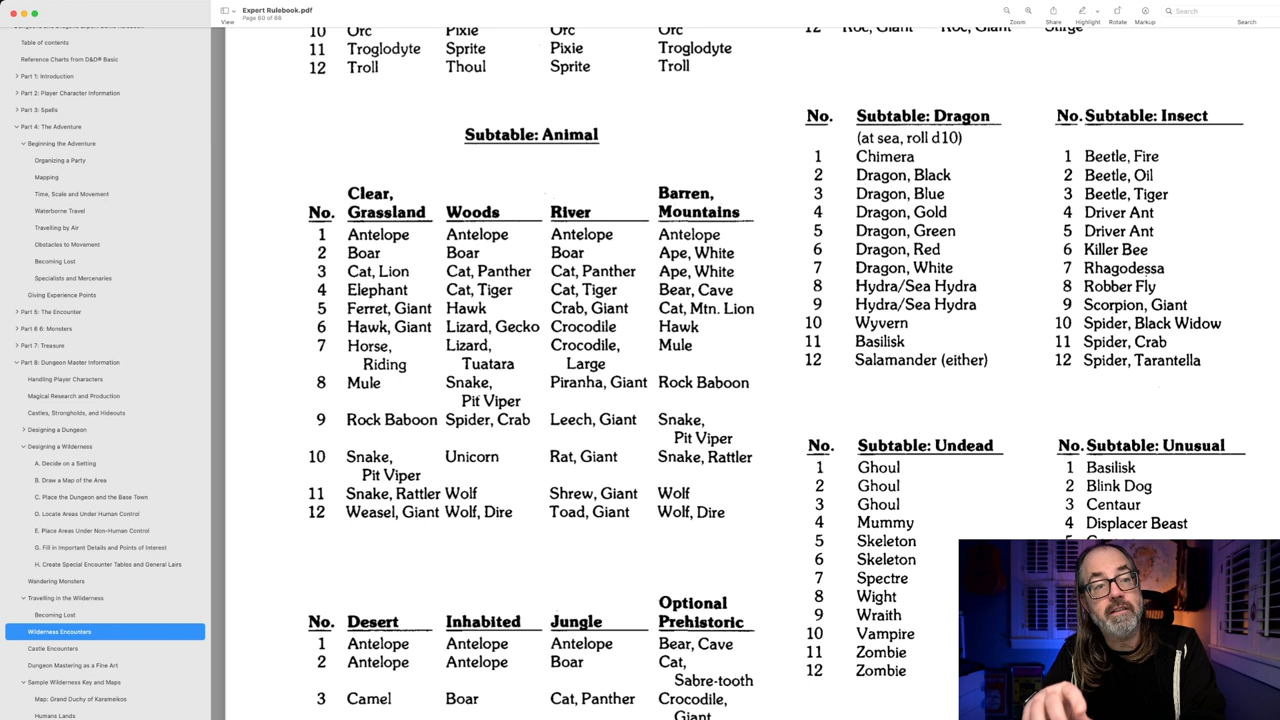 Expert Rulebook.pdf
Page 60 of 68
View
Zoom
Share
Highlight
Rotate
Markup
Search
Search
Table of contents
Reference Charts from D&D® Basic
Part 1: Introduction
Part 2: Player Character Information
Part 3: Spells
Part 4: The Adventure
Beginning the Adventure
Organizing a Party
Mapping
Time, Scale and Movement
Waterborne Travel
Travelling by Air
Obstacles to Movement
Becoming Lost
Specialists and Mercenaries
Giving Experience Points
Part 5: The Encounter
Part 6 6: Monsters
Part 7: Treasure
Part 8: Dungeon Master Information
Handling Player Characters
Magical Research and Production
Castles, Strongholds, and Hideouts
Designing a Dungeon
Designing a Wilderness
A. Decide on a Setting
B. Draw a Map of the Area
C. Place the Dungeon and the Base Town
D. Locate Areas Under Human Control
E. Place Areas Under Non-Human Control
G. Fill in Important Details and Points of Interest
H. Create Special Encounter Tables and General Lairs
Wandering Monsters
Travelling in the Wilderness
Becoming Lost
Wilderness Encounters
Castle Encounters
Dungeon Mastering as a Fine Art
Sample Wilderness Key and Maps
Map: Grand Duchy of Karameikos
Humans Lands
10 Orc Pixie Orc Orc
11 Troglodyte Sprite Pixie Troglodyte
12 Troll Thoul Sprite Troll
12 Roc, Giant Roc, Giant Stirge
Subtable: Animal
Clear, Barren,
No. Grassland Woods River Mountains
1 Antelope Antelope Antelope Antelope
2 Boar Boar Boar Ape, White
3 Cat, Lion Cat, Panther Cat, Panther Ape, White
4 Elephant Cat, Tiger Cat, Tiger Bear, Cave
5 Ferret, Giant Hawk Crab, Giant Cat, Mtn. Lion
6 Hawk, Giant Lizard, Gecko Crocodile Hawk
7 Horse, Lizard, Crocodile, Mule
Riding Tuatara Large
8 Mule Snake, Piranha, Giant Rock Baboon
Pit Viper
9 Rock Baboon Spider, Crab Leech, Giant Snake,
Pit Viper
10 Snake, Unicorn Rat, Giant Snake, Rattler
Pit Viper
11 Snake, Rattler Wolf Shrew, Giant Wolf
12 Weasel, Giant Wolf, Dire Toad, Giant Wolf, Dire
Optional
No. Desert Inhabited Jungle Prehistoric
1 Antelope Antelope Antelope Bear, Cave
2 Antelope Antelope Boar Cat,
Sabre-tooth
3 Camel Boar Cat, Panther Crocodile,
Giant
No. Subtable: Dragon
(at sea, roll d10)
1 Chimera
2 Dragon, Black
3 Dragon, Blue
4 Dragon, Gold
5 Dragon, Green
6 Dragon, Red
7 Dragon, White
8 Hydra/Sea Hydra
9 Hydra/Sea Hydra
10 Wyvern
11 Basilisk
12 Salamander (either)
No. Subtable: Insect
1 Beetle, Fire
2 Beetle, Oil
3 Beetle, Tiger
4 Driver Ant
5 Driver Ant
6 Killer Bee
7 Rhagodessa
8 Robber Fly
9 Scorpion, Giant
10 Spider, Black Widow
11 Spider, Crab
12 Spider, Tarantella
No. Subtable: Undead
1 Ghoul
2 Ghoul
3 Ghoul
4 Mummy
5 Skeleton
6 Skeleton
7 Spectre
8 Wight
9 Wraith
10 Vampire
11 Zombie
12 Zombie
No. Subtable: Unusual
1 Basilisk
2 Blink Dog
3 Centaur
4 Displacer Beast